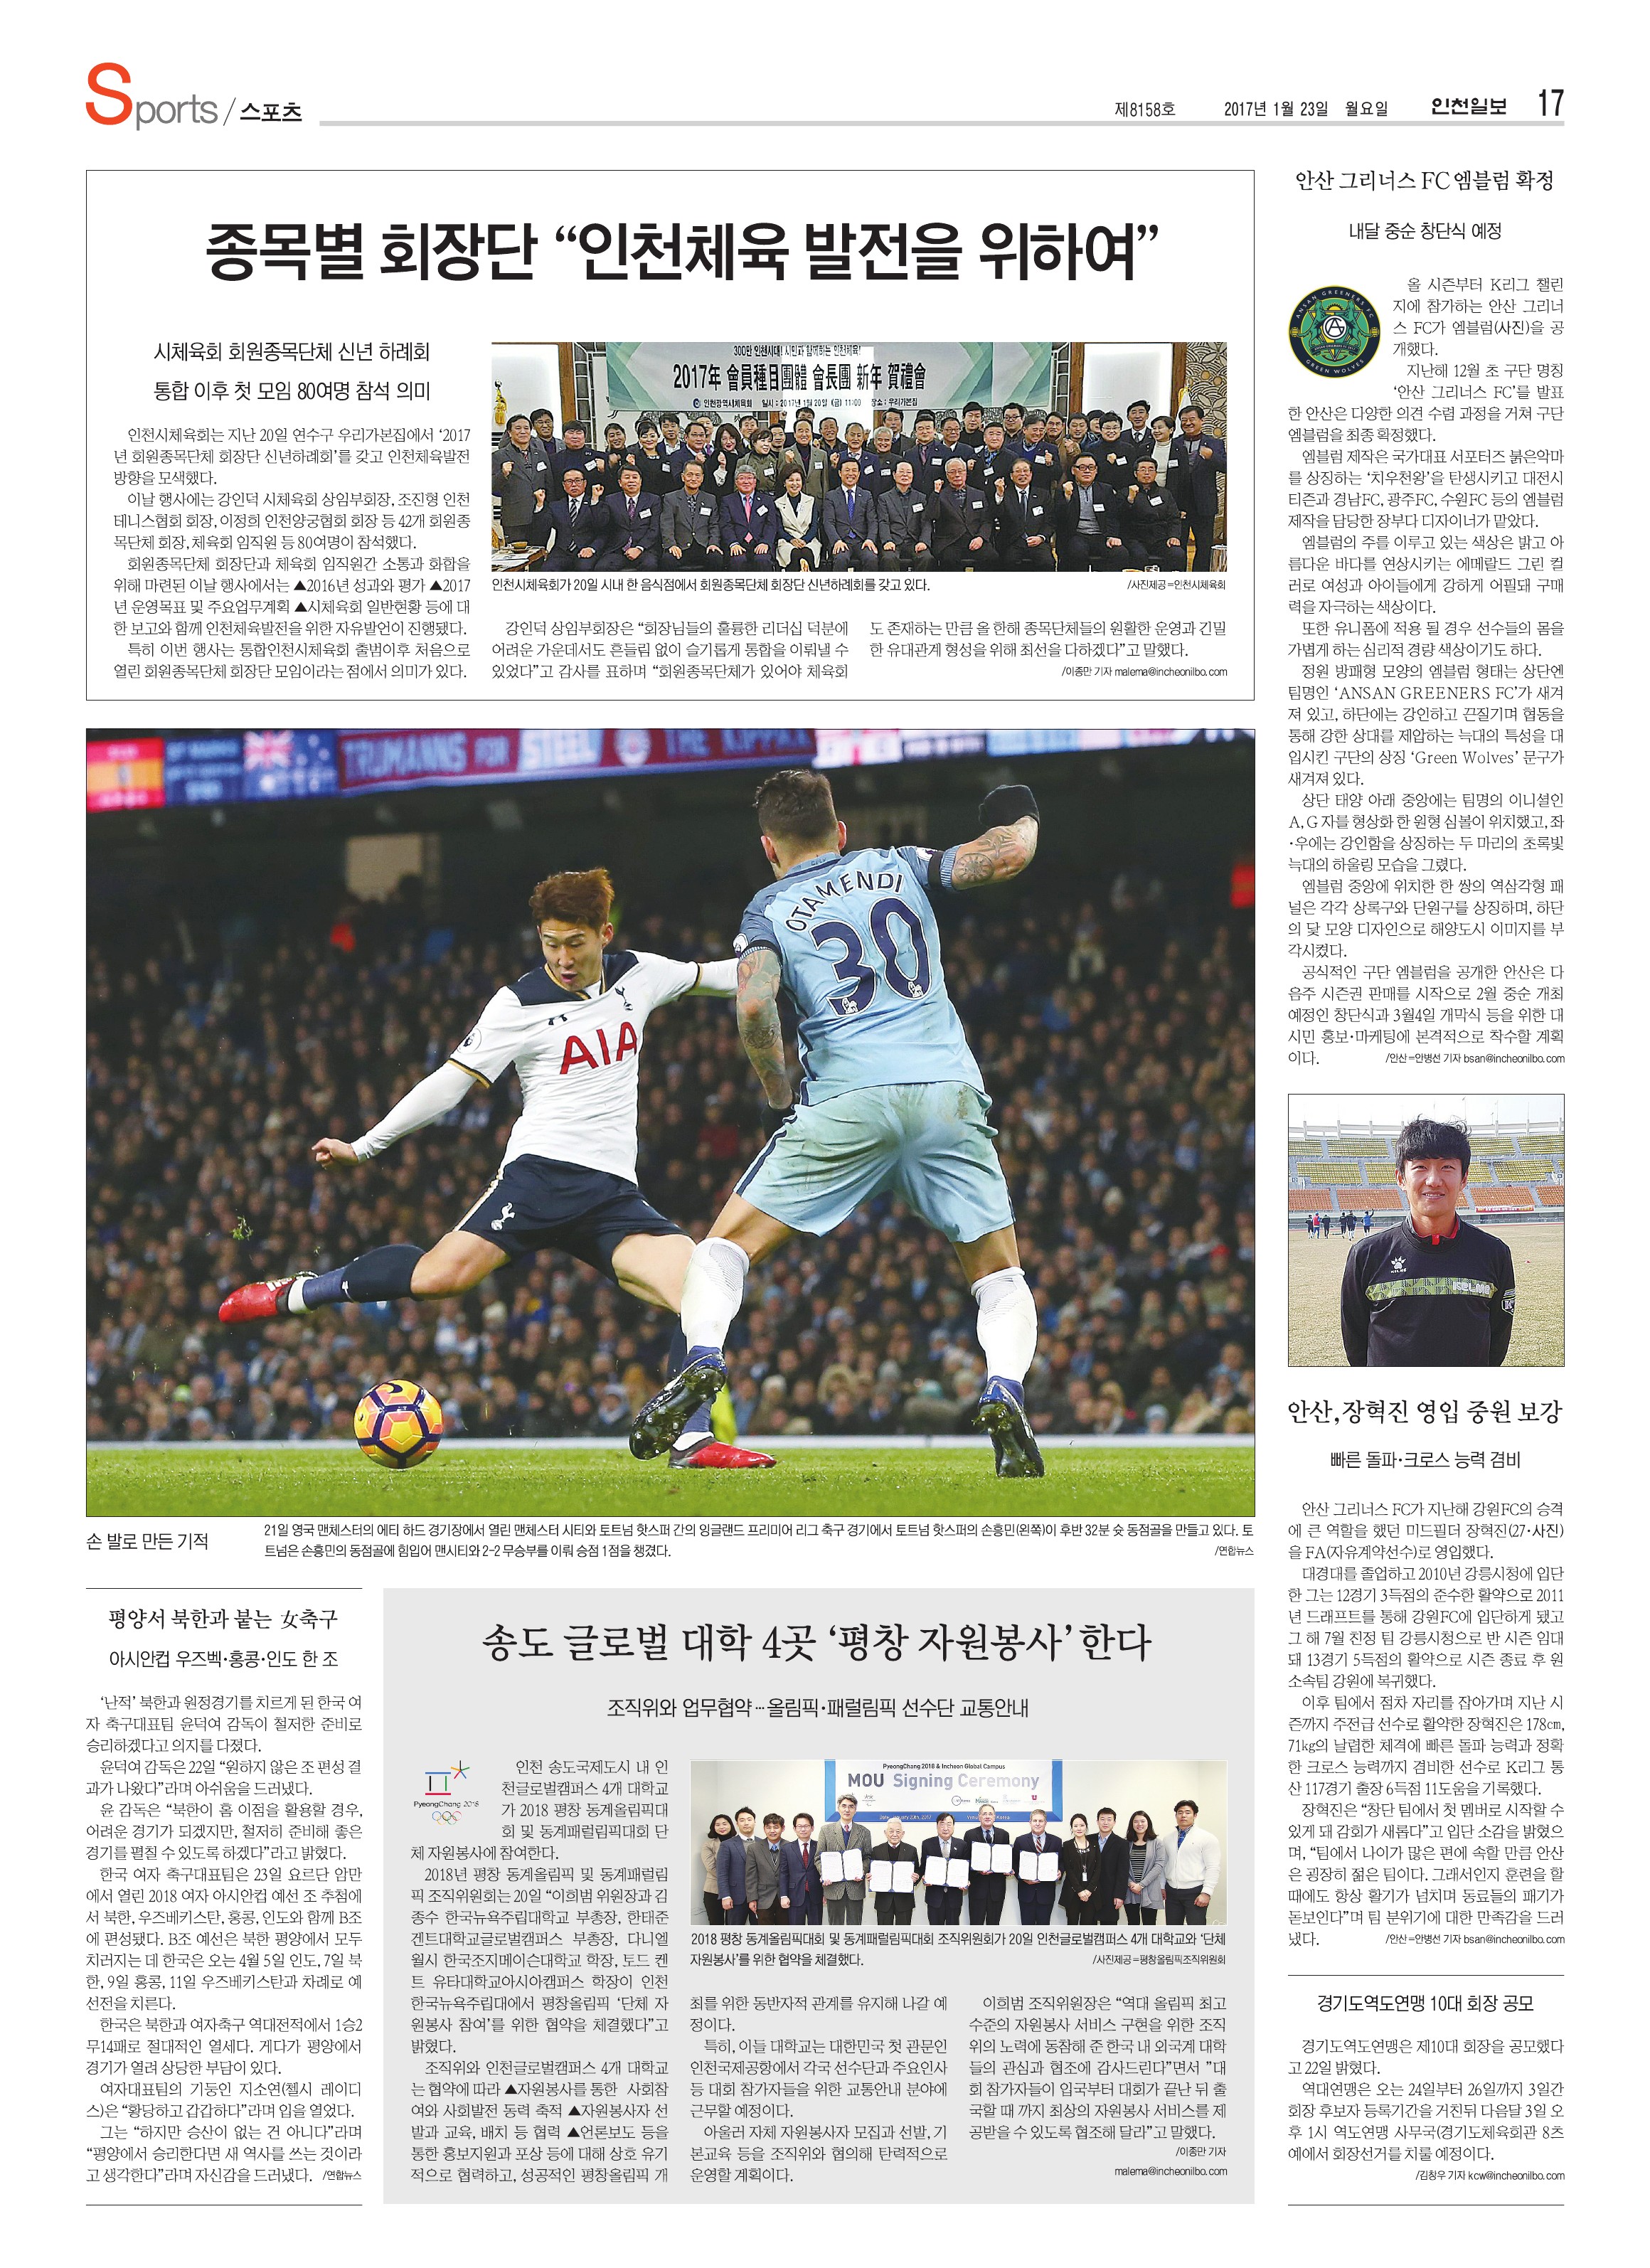 Sports / 스포츠
제8158호 2017년 1월 23일 월요일 인천일보 17
종목별 회장단 “인천체육 발전을 위하여”
시체육회 회원종목단체 신년 하례회
통합 이후 첫 모임 80여명 참석 의미
인천시체육회는 지난 20일 연수구 우리가본집에서 ‘2017
년 회원종목단체 회장단 신년하례회’를 갖고 인천체육발전
방향을 모색했다.
이날 행사에는 강인덕 시체육회 상임부회장, 조진형 인천
테니스협회 회장, 이정희 인천양궁협회 회장 등 42개 회원종
목단체 회장, 체육회 임직원 등 80여명이 참석했다.
회원종목단체 회장단과 체육회 임직원간 소통과 화합을
위해 마련된 이날 행사에서는 ▲2016년 성과와 평가 ▲2017
년 운영목표 및 주요업무계획 ▲시체육회 일반현황 등에 대
한 보고와 함께 인천체육발전을 위한 자유발언이 진행됐다.
특히 이번 행사는 통합인천시체육회 출범이후 처음으로
열린 회원종목단체 회장단 모임이라는 점에서 의미가 있다.
300만 인천시대! 시민과 함께하는 인천체육!
2017年 會員種目團體 會長團 新年 賀禮會
인천광역시체육회 일시 : 2017년 1월 20일 (금) 11:00 장소 : 우리가본집
인천시체육회가 20일 시내 한 음식점에서 회원종목단체 회장단 신년하례회를 갖고 있다. /사진제공=인천시체육회
강인덕 상임부회장은 “회장님들의 훌륭한 리더십 덕분에
어려운 가운데서도 흔들림 없이 슬기롭게 통합을 이뤄낼 수
있었다”고 감사를 표하며 “회원종목단체가 있어야 체육회
도 존재하는 만큼 올 한해 종목단체들의 원활한 운영과 긴밀
한 유대관계 형성을 위해 최선을 다하겠다”고 말했다.
/이종만 기자 malema@incheonilbo.com
TRUMANNS FOR STEEL
THE KIPPAX
OTAMENDI
30
AIA
손 발로 만든 기적
21일 영국 맨체스터의 에티 하드 경기장에서 열린 맨체스터 시티와 토트넘 핫스퍼 간의 잉글랜드 프리미어 리그 축구 경기에서 토트넘 핫스퍼의 손흥민(왼쪽)이 후반 32분 슛 동점골을 만들고 있다. 토
트넘은 손흥민의 동점골에 힘입어 맨시티와 2-2 무승부를 이뤄 승점 1점을 챙겼다. /연합뉴스
평양서 북한과 붙는 女축구
아시안컵 우즈벡·홍콩·인도 한 조
‘난적’ 북한과 원정경기를 치르게 된 한국 여
자 축구대표팀 윤덕여 감독이 철저한 준비로
승리하겠다고 의지를 다졌다.
윤덕여 감독은 22일 “원하지 않은 조 편성 결
과가 나왔다”라며 아쉬움을 드러냈다.
윤 감독은 “북한이 홈 이점을 활용할 경우,
어려운 경기가 되겠지만, 철저히 준비해 좋은
경기를 펼칠 수 있도록 하겠다”라고 밝혔다.
한국 여자 축구대표팀은 23일 요르단 암만
에서 열린 2018 여자 아시안컵 예선 조 추첨에
서 북한, 우즈베키스탄, 홍콩, 인도와 함께 B조
에 편성됐다. B조 예선은 북한 평양에서 모두
치러지는 데 한국은 오는 4월 5일 인도, 7일 북
한, 9일 홍콩, 11일 우즈베키스탄과 차례로 예
선전을 치른다.
한국은 북한과 여자축구 역대전적에서 1승2
무14패로 절대적인 열세다. 게다가 평양에서
경기가 열려 상당한 부담이 있다.
여자대표팀의 기둥인 지소연(첼시 레이디
스)은 “황당하고 갑갑하다”라며 입을 열었다.
그는 “하지만 승산이 없는 건 아니다”라며
“평양에서 승리한다면 새 역사를 쓰는 것이라
고 생각한다”라며 자신감을 드러냈다. /연합뉴스
송도 글로벌 대학 4곳 ‘평창 자원봉사’ 한다
조직위와 업무협약…올림픽·패럴림픽 선수단 교통안내
PyeongChang 2018
인천 송도국제도시 내 인
천글로벌캠퍼스 4개 대학교
가 2018 평창 동계올림픽대
회 및 동계패럴림픽대회 단
체 자원봉사에 참여한다.
2018년 평창 동계올림픽 및 동계패럴림
픽 조직위원회는 20일 “이희범 위원장과 김
종수 한국뉴욕주립대학교 부총장, 한태준
겐트대학교글로벌캠퍼스 부총장, 다니엘
월시 한국조지메이슨대학교 학장, 토드 켄
트 유타대학교아시아캠퍼스 학장이 인천
한국뉴욕주립대에서 평창올림픽 ‘단체 자
원봉사 참여’를 위한 협약을 체결했다”고
밝혔다.
조직위와 인천글로벌캠퍼스 4개 대학교
는 협약에 따라 ▲자원봉사를 통한 사회참
여와 사회발전 동력 축적 ▲자원봉사자 선
발과 교육, 배치 등 협력 ▲언론보도 등을
통한 홍보지원과 포상 등에 대해 상호 유기
적으로 협력하고, 성공적인 평창올림픽 개
PyeongChang 2018 & Incheon Global Campus
MOU Signing Ceremony
2018 평창 동계올림픽대회 및 동계패럴림픽대회 조직위원회가 20일 인천글로벌캠퍼스 4개 대학교와 ‘단체
자원봉사’를 위한 협약을 체결했다. /사진제공=평창올림픽조직위원회
최를 위한 동반자적 관계를 유지해 나갈 예
정이다.
특히, 이들 대학교는 대한민국 첫 관문인
인천국제공항에서 각국 선수단과 주요인사
등 대회 참가자들을 위한 교통안내 분야에
근무할 예정이다.
아울러 자체 자원봉사자 모집과 선발, 기
본교육 등을 조직위와 협의해 탄력적으로
운영할 계획이다.
이희범 조직위원장은 “역대 올림픽 최고
수준의 자원봉사 서비스 구현을 위한 조직
위의 노력에 동참해 준 한국 내 외국계 대학
들의 관심과 협조에 감사드린다”면서 ”대
회 참가자들이 입국부터 대회가 끝난 뒤 출
국할 때 까지 최상의 자원봉사 서비스를 제
공받을 수 있도록 협조해 달라”고 말했다.
/이종만 기자
malema@incheonilbo.com
안산 그리너스 FC 엠블럼 확정
내달 중순 창단식 예정
ANSAN GREENERS FC
GREEN WOLVES
올 시즌부터 K리그 챌린
지에 참가하는 안산 그리너
스 FC가 엠블럼(사진)을 공
개했다.
지난해 12월 초 구단 명칭
‘안산 그리너스 FC’를 발표
한 안산은 다양한 의견 수렴 과정을 거쳐 구단
엠블럼을 최종 확정했다.
엠블럼 제작은 국가대표 서포터즈 붉은악마
를 상징하는 ‘치우천왕’을 탄생시키고 대전시
티즌과 경남FC, 광주FC, 수원FC 등의 엠블럼
제작을 담당한 장부다 디자이너가 맡았다.
엠블럼의 주를 이루고 있는 색상은 밝고 아
름다운 바다를 연상시키는 에메랄드 그린 컬
러로 여성과 아이들에게 강하게 어필돼 구매
력을 자극하는 색상이다.
또한 유니폼에 적용 될 경우 선수들의 몸을
가볍게 하는 심리적 경량 색상이기도 하다.
정원 방패형 모양의 엠블럼 형태는 상단엔
팀명인 ‘ANSAN GREENERS FC’가 새겨
져 있고, 하단에는 강인하고 끈질기며 협동을
통해 강한 상대를 제압하는 늑대의 특성을 대
입시킨 구단의 상징 ‘Green Wolves’ 문구가
새겨져 있다.
상단 태양 아래 중앙에는 팀명의 이니셜인
A, G 자를 형상화 한 원형 심볼이 위치했고, 좌
·우에는 강인함을 상징하는 두 마리의 초록빛
늑대의 하울링 모습을 그렸다.
엠블럼 중앙에 위치한 한 쌍의 역삼각형 패
널은 각각 상록구와 단원구를 상징하며, 하단
의 닻 모양 디자인으로 해양도시 이미지를 부
각시켰다.
공식적인 구단 엠블럼을 공개한 안산은 다
음주 시즌권 판매를 시작으로 2월 중순 개최
예정인 창단식과 3월4일 개막식 등을 위한 대
시민 홍보·마케팅에 본격적으로 착수할 계획
이다. /안산=안병선 기자 bsan@incheonilbo.com
안산, 장혁진 영입 중원 보강
빠른 돌파·크로스 능력 겸비
안산 그리너스 FC가 지난해 강원FC의 승격
에 큰 역할을 했던 미드필더 장혁진(27·사진)
을 FA(자유계약선수)로 영입했다.
대경대를 졸업하고 2010년 강릉시청에 입단
한 그는 12경기 3득점의 준수한 활약으로 2011
년 드래프트를 통해 강원FC에 입단하게 됐고
그 해 7월 친정 팀 강릉시청으로 반 시즌 임대
돼 13경기 5득점의 활약으로 시즌 종료 후 원
소속팀 강원에 복귀했다.
이후 팀에서 점차 자리를 잡아가며 지난 시
즌까지 주전급 선수로 활약한 장혁진은 178㎝,
71㎏의 날렵한 체격에 빠른 돌파 능력과 정확
한 크로스 능력까지 겸비한 선수로 K리그 통
산 117경기 출장 6득점 11도움을 기록했다.
장혁진은 “창단 팀에서 첫 멤버로 시작할 수
있게 돼 감회가 새롭다”고 입단 소감을 밝혔으
며, “팀에서 나이가 많은 편에 속할 만큼 안산
은 굉장히 젊은 팀이다. 그래서인지 훈련을 할
때에도 항상 활기가 넘치며 동료들의 패기가
돋보인다”며 팀 분위기에 대한 만족감을 드러
냈다. /안산=안병선 기자 bsan@incheonilbo.com
경기도역도연맹 10대 회장 공모
경기도역도연맹은 제10대 회장을 공모했다
고 22일 밝혔다.
역대연맹은 오는 24일부터 26일까지 3일간
회장 후보자 등록기간을 거친뒤 다음달 3일 오
후 1시 역도연맹 사무국(경기도체육회관 8층)
에서 회장선거를 치룰 예정이다.
/김창우 기자 kcw@incheonilbo.com